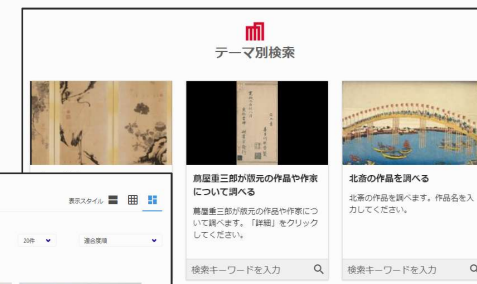 テーマ別検索
蔦屋重三郎が版元の作品や作家
について調べる
蔦屋重三郎が版元の作品や作家につ
いて調べます。「詳細」をクリック
してください。
検索キーワードを入力
北斎の作品を調べる
北斎の作品を調べます。作品名を入
力してください。
検索キーワードを入力
表示スタイル
20件
適合度順